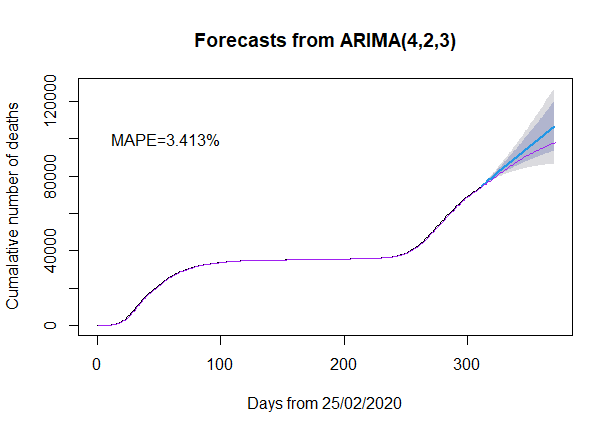 Forecasts from ARIMA(4,2,3)
Cumalative number of deaths
120000
80000
40000
0
MAPE=3.413%
0 100 200 300
Days from 25/02/2020